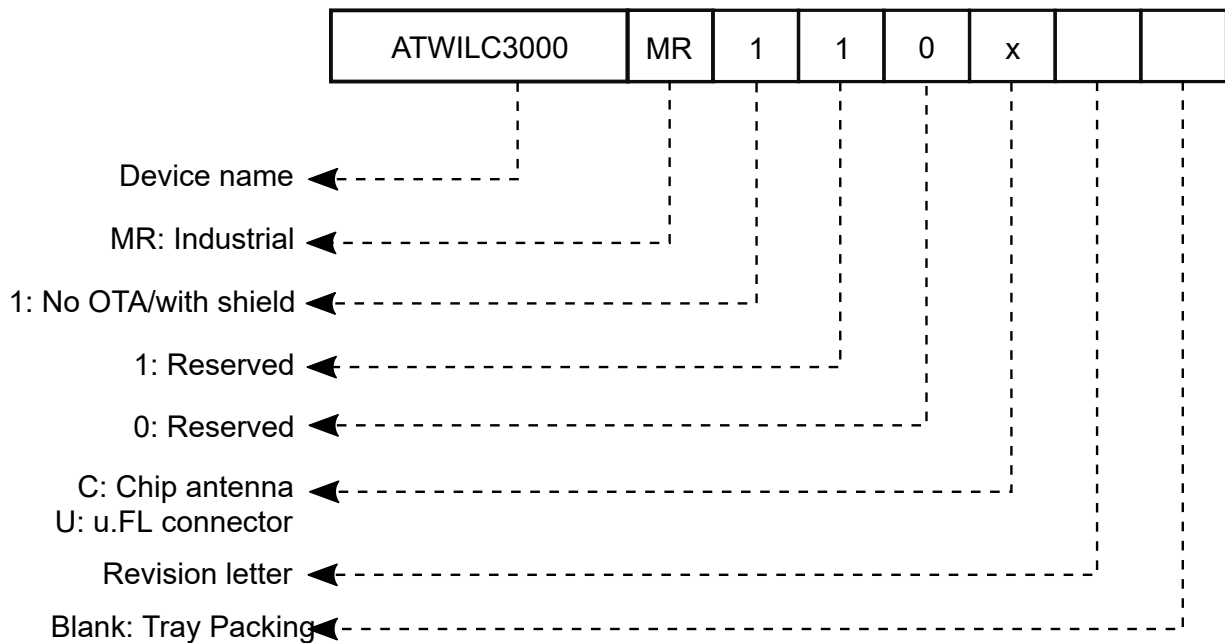 ATWILC3000 MR 1 1 0 x
Device name
MR: Industrial
1: No OTA/with shield
1: Reserved
0: Reserved
C: Chip antenna
U: u.FL connector
Revision letter
Blank: Tray Packing